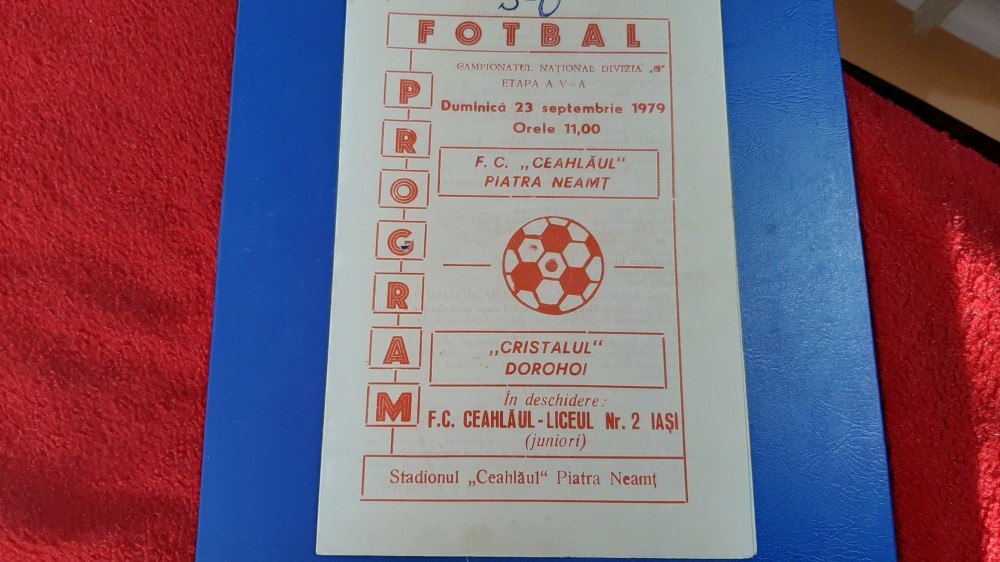 FOTBAL
PROGRAM
CAMPIONATUL NAȚIONAL DIVIZIA „C"
ETAPA A V-A
Duminică 23 septembrie 1979
Orele 11,00
F. C. „CEAHLĂUL"
PIATRA NEAMȚ
„CRISTALUL"
DOROHOI
În deschidere:
F.C. CEAHLĂUL - LICEUL Nr. 2 IAȘI
(juniori)
Stadionul „Ceahlăul" Piatra Neamț